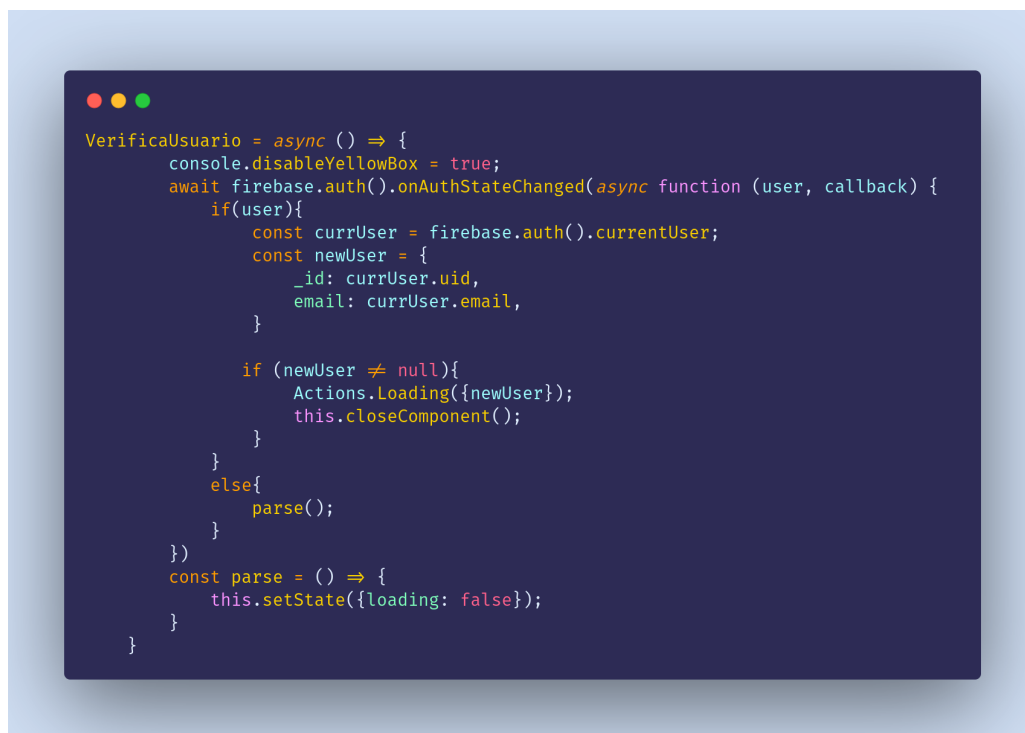 VerificaUsuario = async () => {
        console.disableYellowBox = true;
        await firebase.auth().onAuthStateChanged(async function (user, callback) {
            if(user){
                const currUser = firebase.auth().currentUser;
                const newUser = {
                    _id: currUser.uid,
                    email: currUser.email,
                }

               if (newUser != null){
                    Actions.Loading({newUser});
                    this.closeComponent();
                }
            }
            else{
                parse();
            }
        })
        const parse = () => {
            this.setState({loading: false});
        }
    }